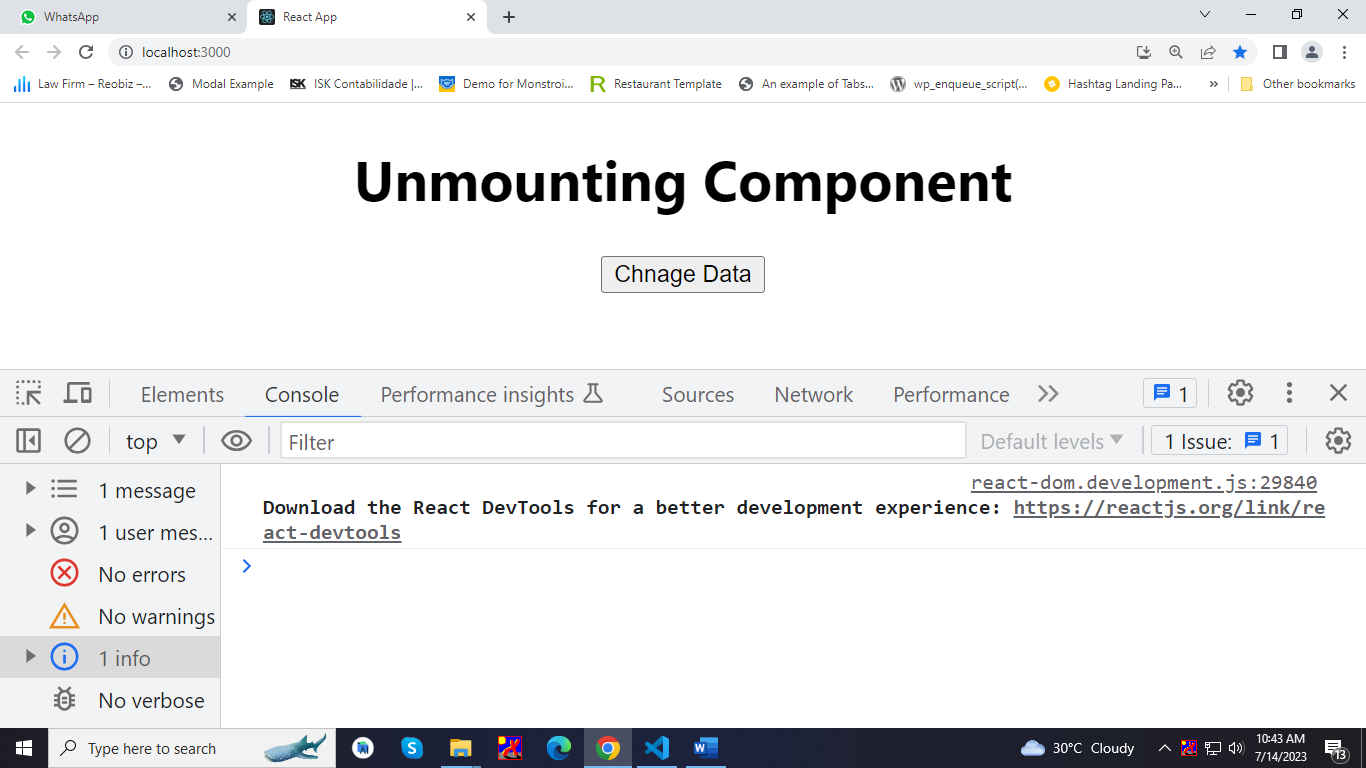 WhatsApp
React App
localhost:3000
Law Firm – Reobiz –...
Modal Example
ISK
ISK Contabilidade |...
Demo for Monstroi...
R
Restaurant Template
An example of Tabs...
wp_enqueue_script(...
Hashtag Landing Pa...
»
Other bookmarks
Unmounting Component
Chnage Data
Elements
Console
Performance insights
Sources
Network
Performance
1
top
Filter
Default levels
1 Issue:
1
1 message
1 user mes...
No errors
No warnings
1 info
No verbose
react-dom.development.js:29840
Download the React DevTools for a better development experience: https://reactjs.org/link/re
act-devtools
Type here to search
30°C Cloudy
10:43 AM
7/14/2023
13